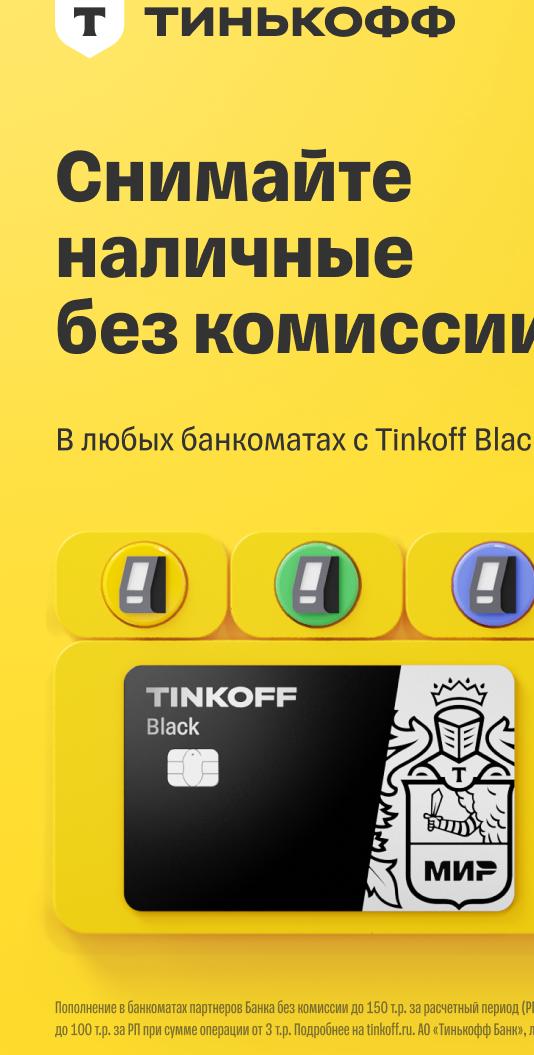 Т ТИНЬКОФФ
Снимайте
наличные
без комиссии
В любых банкоматах с Tinkoff Blac
TINKOFF
Black
Т
МИР
Пополнение в банкоматах партнеров Банка без комиссии до 150 т.р. за расчетный период (РП
до 100 т.р. за РП при сумме операции от 3 т.р. Подробнее на tinkoff.ru. АО «Тинькофф Банк», л